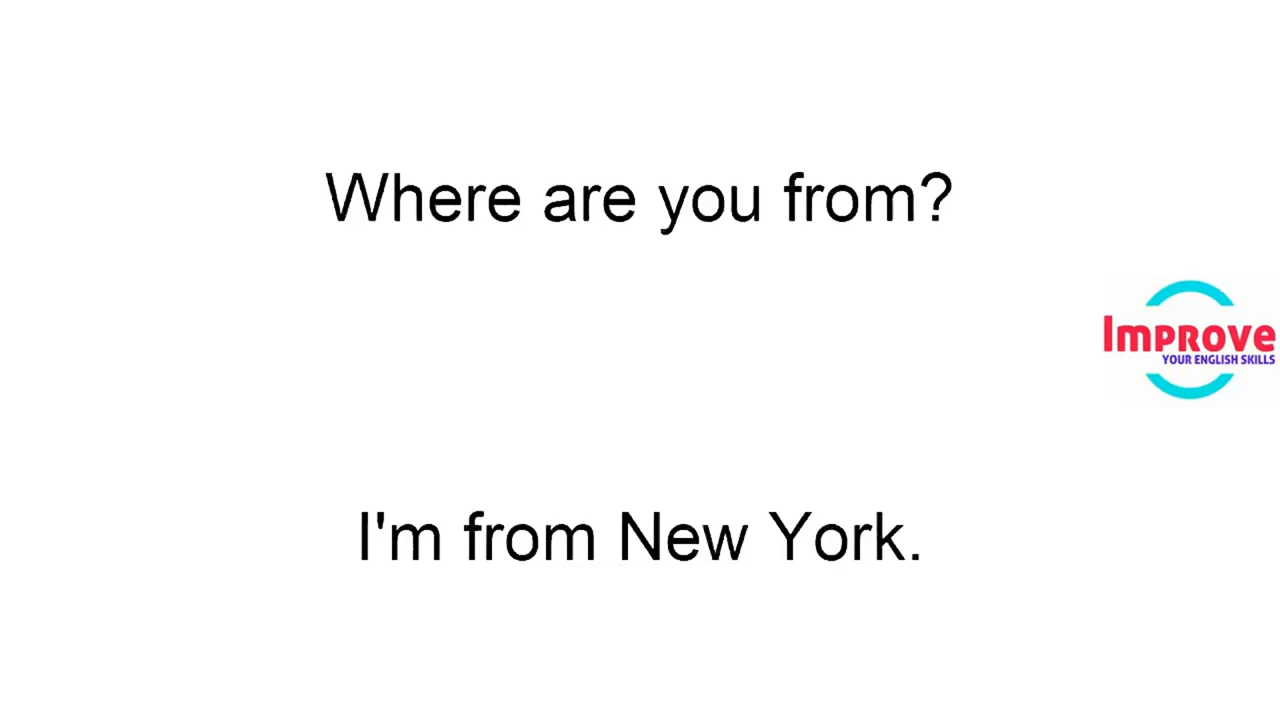 Where are you from?
Improve
YOUR ENGLISH SKILLS
I'm from New York.